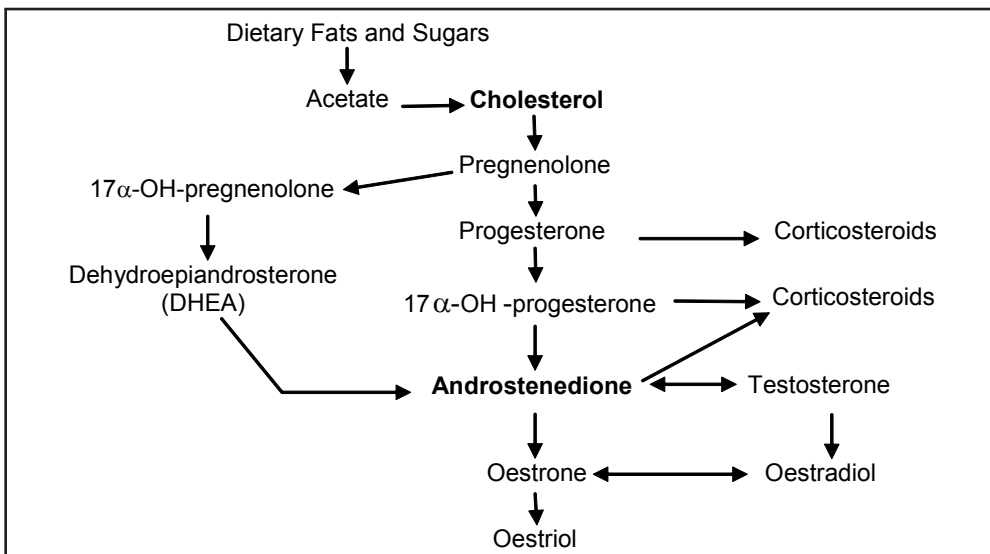 Dietary Fats and Sugars
Acetate
Cholesterol
Pregnenolone
17α-OH-pregnenolone
Progesterone
Corticosteroids
Dehydroepiandrosterone
(DHEA)
17α-OH -progesterone
Corticosteroids
Androstenedione
Testosterone
Oestrone
Oestradiol
Oestriol